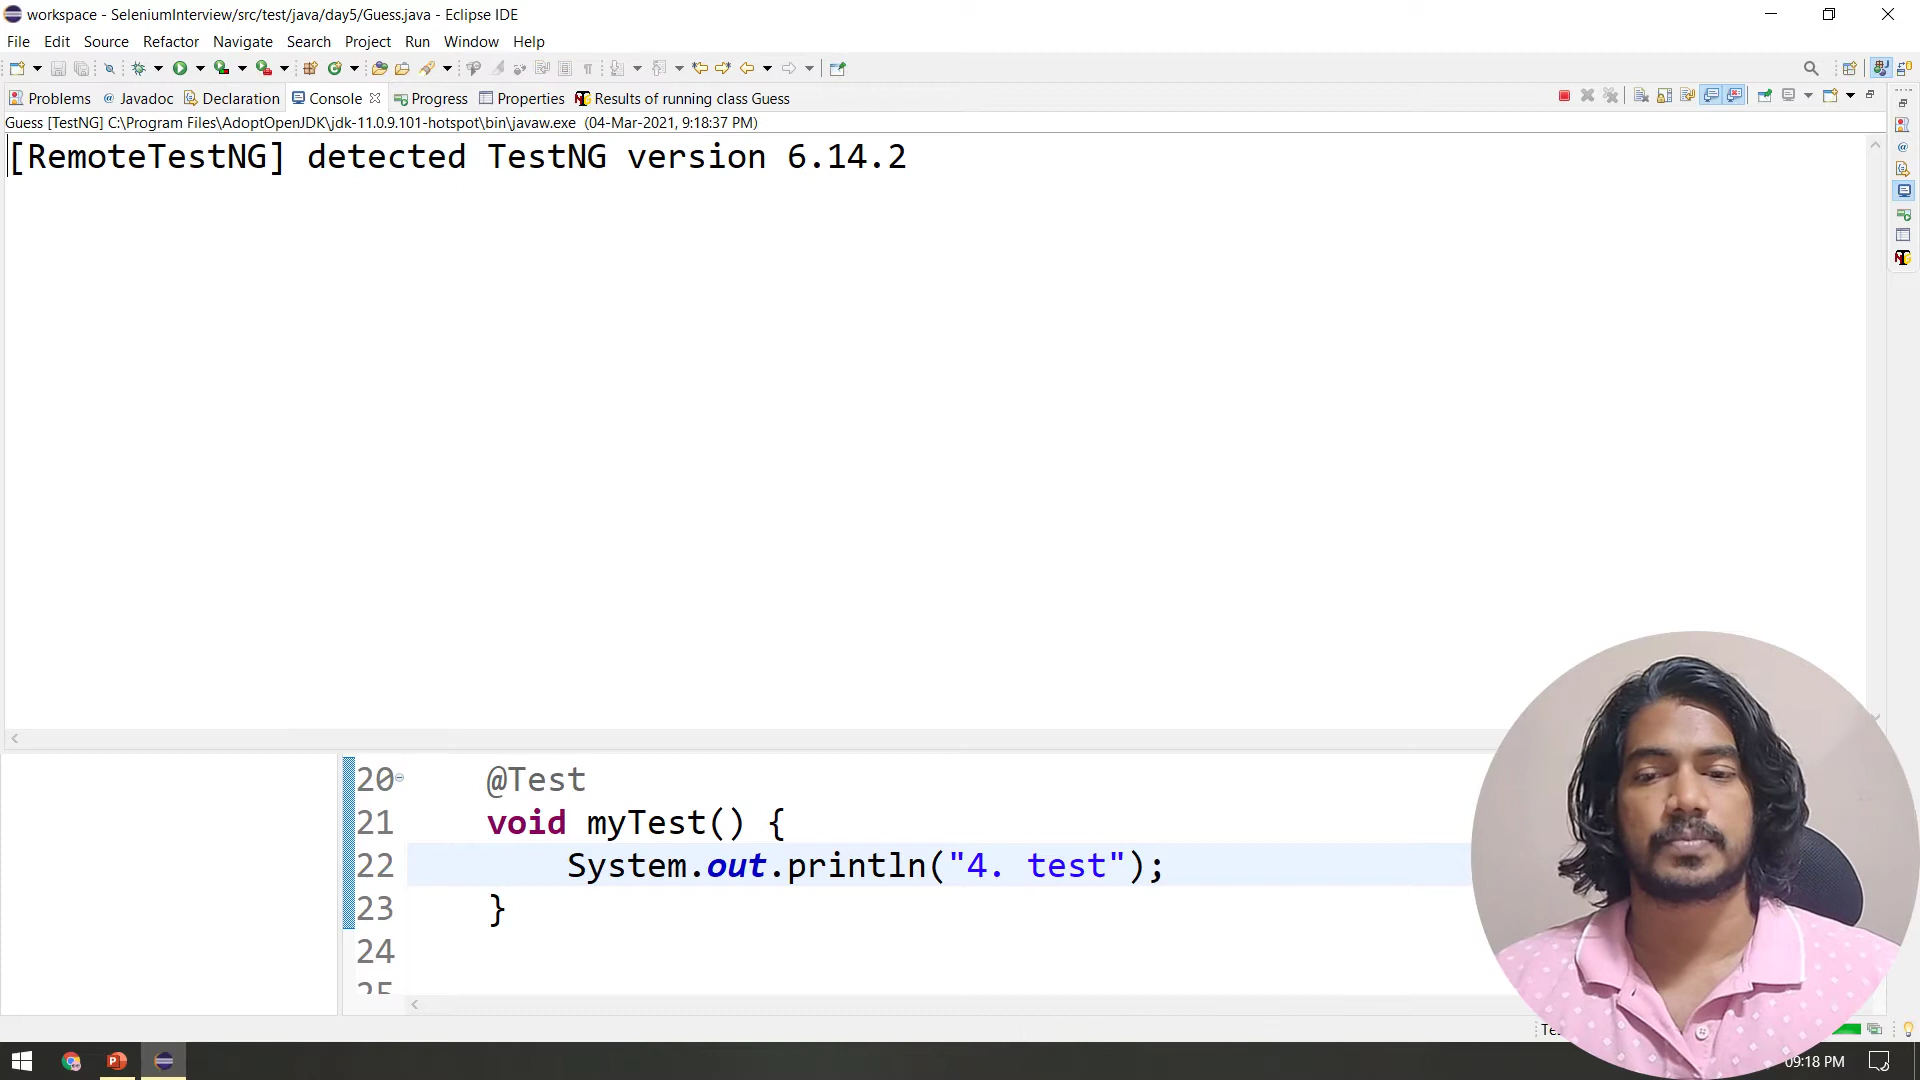 workspace - SeleniumInterview/src/test/java/day5/Guess.java - Eclipse IDE
File Edit Source Refactor Navigate Search Project Run Window Help
Problems @ Javadoc Declaration Console Progress Properties Results of running class Guess
Guess [TestNG] C:\Program Files\AdoptOpenJDK\jdk-11.0.9.101-hotspot\bin\javaw.exe (04-Mar-2021, 9:18:37 PM)
[RemoteTestNG] detected TestNG version 6.14.2
20 @Test
21 void myTest() {
22 System.out.println("4. test");
23 }
24
25
09:18 PM